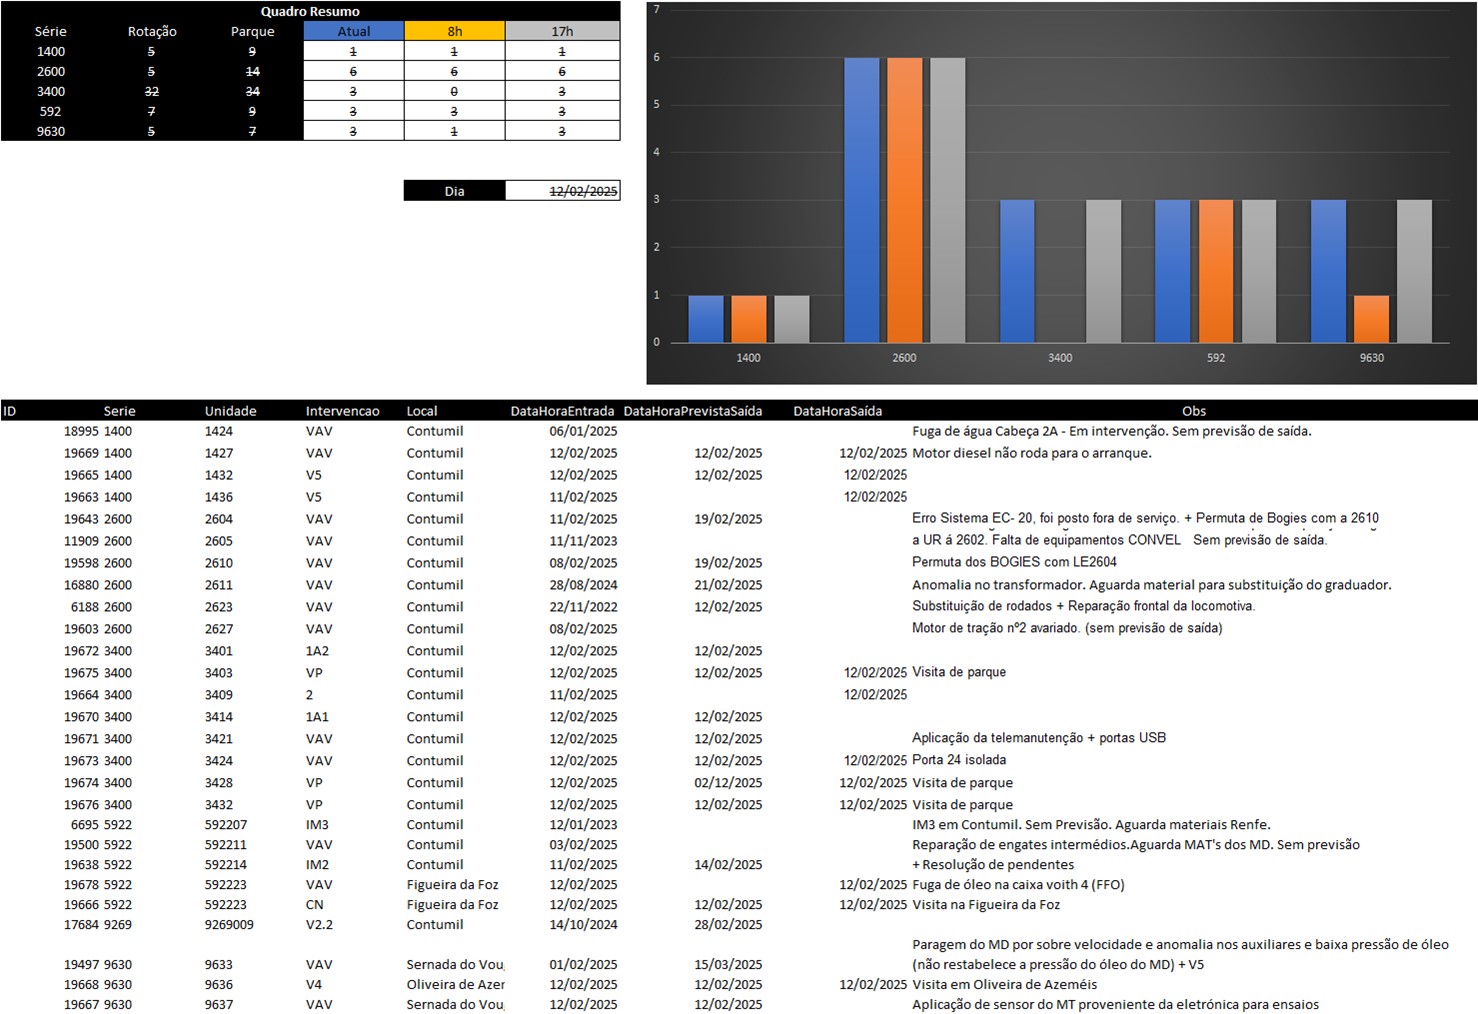 Quadro Resumo
Série Rotação Parque Atual 8h 17h
1400 5 9 1 1 1
2600 5 14 6 6 6
3400 32 34 3 0 3
592 7 9 3 3 3
9630 5 7 3 1 3
Dia 12/02/2025
7
6
5
4
3
2
1
0
1400 2600 3400 592 9630
ID Serie Unidade Intervencao Local DataHoraEntrada DataHoraPrevistaSaída DataHoraSaída Obs
18995 1400 1424 VAV Contumil 06/01/2025 Fuga de água Cabeça 2A - Em intervenção. Sem previsão de saída.
19669 1400 1427 VAV Contumil 12/02/2025 12/02/2025 12/02/2025 Motor diesel não roda para o arranque.
19665 1400 1432 V5 Contumil 12/02/2025 12/02/2025 12/02/2025
19663 1400 1436 V5 Contumil 11/02/2025 12/02/2025
19643 2600 2604 VAV Contumil 11/02/2025 19/02/2025 Erro Sistema EC- 20, foi posto fora de serviço. + Permuta de Bogies com a 2610
11909 2600 2605 VAV Contumil 11/11/2023 a UR á 2602. Falta de equipamentos CONVEL Sem previsão de saída.
19598 2600 2610 VAV Contumil 08/02/2025 19/02/2025 Permuta dos BOGIES com LE2604
16880 2600 2611 VAV Contumil 28/08/2024 21/02/2025 Anomalia no transformador. Aguarda material para substituição do graduador.
6188 2600 2623 VAV Contumil 22/11/2022 12/02/2025 Substituição de rodados + Reparação frontal da locomotiva.
19603 2600 2627 VAV Contumil 08/02/2025 Motor de tração nº2 avariado. (sem previsão de saída)
19672 3400 3401 1A2 Contumil 12/02/2025 12/02/2025
19675 3400 3403 VP Contumil 12/02/2025 12/02/2025 12/02/2025 Visita de parque
19664 3400 3409 2 Contumil 11/02/2025 12/02/2025
19670 3400 3414 1A1 Contumil 12/02/2025 12/02/2025
19671 3400 3421 VAV Contumil 12/02/2025 12/02/2025 Aplicação da telemanutenção + portas USB
19673 3400 3424 VAV Contumil 12/02/2025 12/02/2025 12/02/2025 Porta 24 isolada
19674 3400 3428 VP Contumil 12/02/2025 02/12/2025 12/02/2025 Visita de parque
19676 3400 3432 VP Contumil 12/02/2025 12/02/2025 12/02/2025 Visita de parque
6695 5922 592207 IM3 Contumil 12/01/2023 IM3 em Contumil. Sem Previsão. Aguarda materiais Renfe.
19500 5922 592211 VAV Contumil 03/02/2025 Reparação de engates intermédios.Aguarda MAT's dos MD. Sem previsão
19638 5922 592214 IM2 Contumil 11/02/2025 14/02/2025 + Resolução de pendentes
19678 5922 592223 VAV Figueira da Foz 12/02/2025 12/02/2025 Fuga de óleo na caixa voith 4 (FFO)
19666 5922 592223 CN Figueira da Foz 12/02/2025 12/02/2025 12/02/2025 Visita na Figueira da Foz
17684 9269 9269009 V2.2 Contumil 14/10/2024 28/02/2025
Paragem do MD por sobre velocidade e anomalia nos auxiliares e baixa pressão de óleo
19497 9630 9633 VAV Sernada do Vou 01/02/2025 15/03/2025 (não restabelece a pressão do óleo do MD) + V5
19668 9630 9636 V4 Oliveira de Azer 12/02/2025 12/02/2025 12/02/2025 Visita em Oliveira de Azeméis
19667 9630 9637 VAV Sernada do Vou 12/02/2025 12/02/2025 Aplicação de sensor do MT proveniente da eletrónica para ensaios